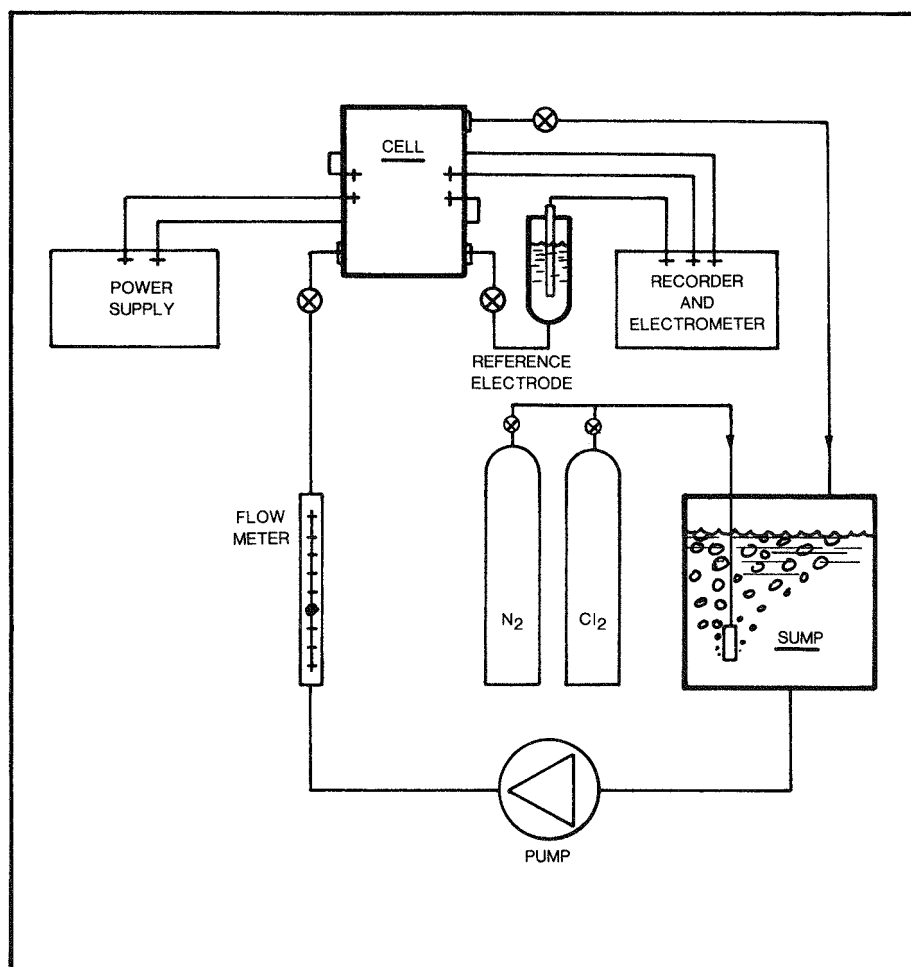 CELL
POWER
SUPPLY
RECORDER
AND
ELECTROMETER
REFERENCE
ELECTRODE
FLOW
METER
N₂
Cl₂
SUMP
PUMP